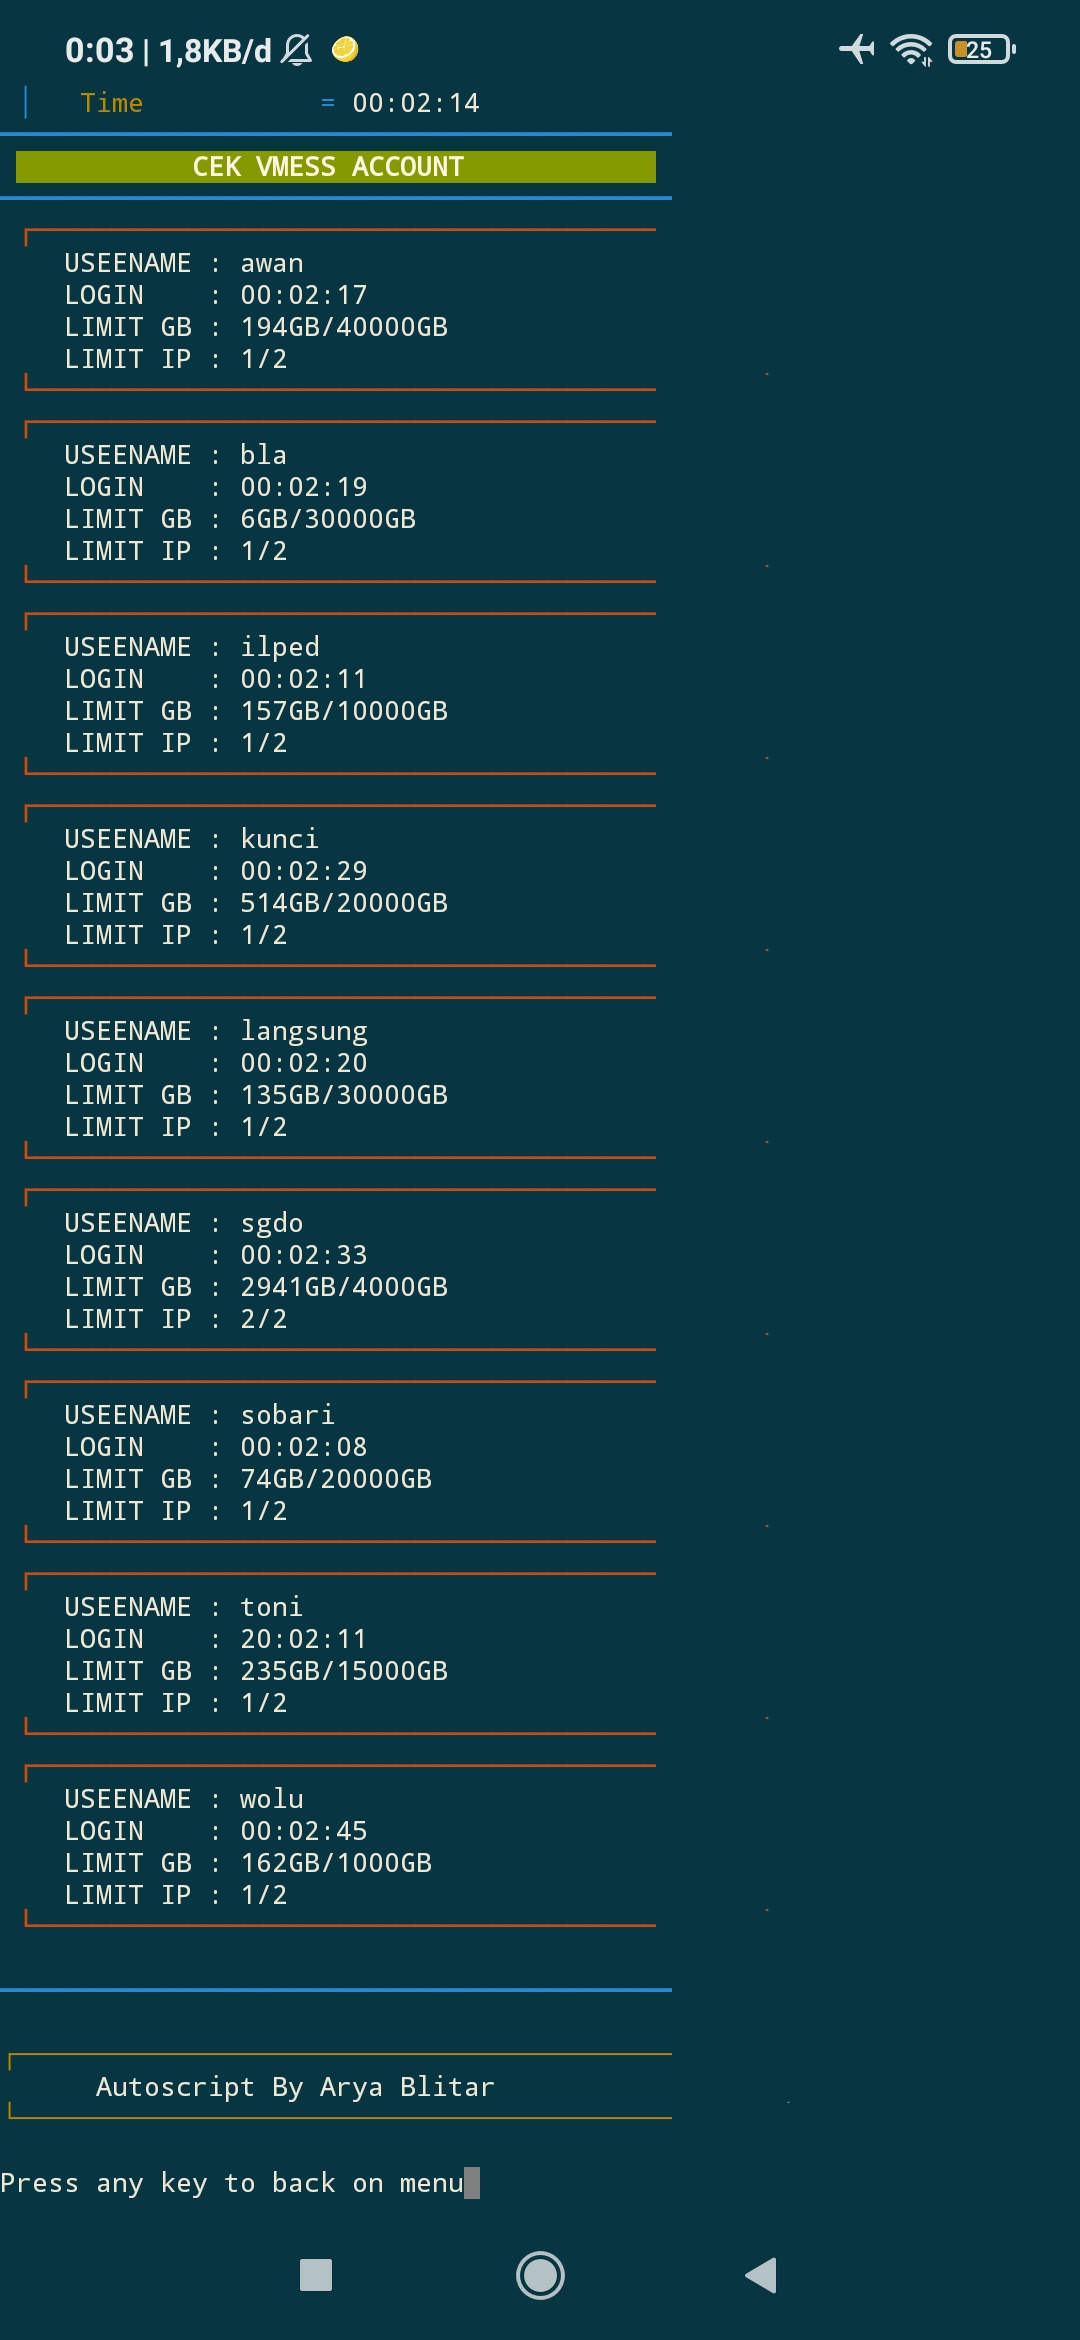 0:03 | 1,8KB/d
25
Time = 00:02:14
CEK VMESS ACCOUNT
USEENAME : awan
LOGIN : 00:02:17
LIMIT GB : 194GB/40000GB
LIMIT IP : 1/2
USEENAME : bla
LOGIN : 00:02:19
LIMIT GB : 6GB/30000GB
LIMIT IP : 1/2
USEENAME : ilped
LOGIN : 00:02:11
LIMIT GB : 157GB/10000GB
LIMIT IP : 1/2
USEENAME : kunci
LOGIN : 00:02:29
LIMIT GB : 514GB/20000GB
LIMIT IP : 1/2
USEENAME : langsung
LOGIN : 00:02:20
LIMIT GB : 135GB/30000GB
LIMIT IP : 1/2
USEENAME : sgdo
LOGIN : 00:02:33
LIMIT GB : 2941GB/4000GB
LIMIT IP : 2/2
USEENAME : sobari
LOGIN : 00:02:08
LIMIT GB : 74GB/20000GB
LIMIT IP : 1/2
USEENAME : toni
LOGIN : 20:02:11
LIMIT GB : 235GB/15000GB
LIMIT IP : 1/2
USEENAME : wolu
LOGIN : 00:02:45
LIMIT GB : 162GB/1000GB
LIMIT IP : 1/2
Autoscript By Arya Blitar
Press any key to back on menu